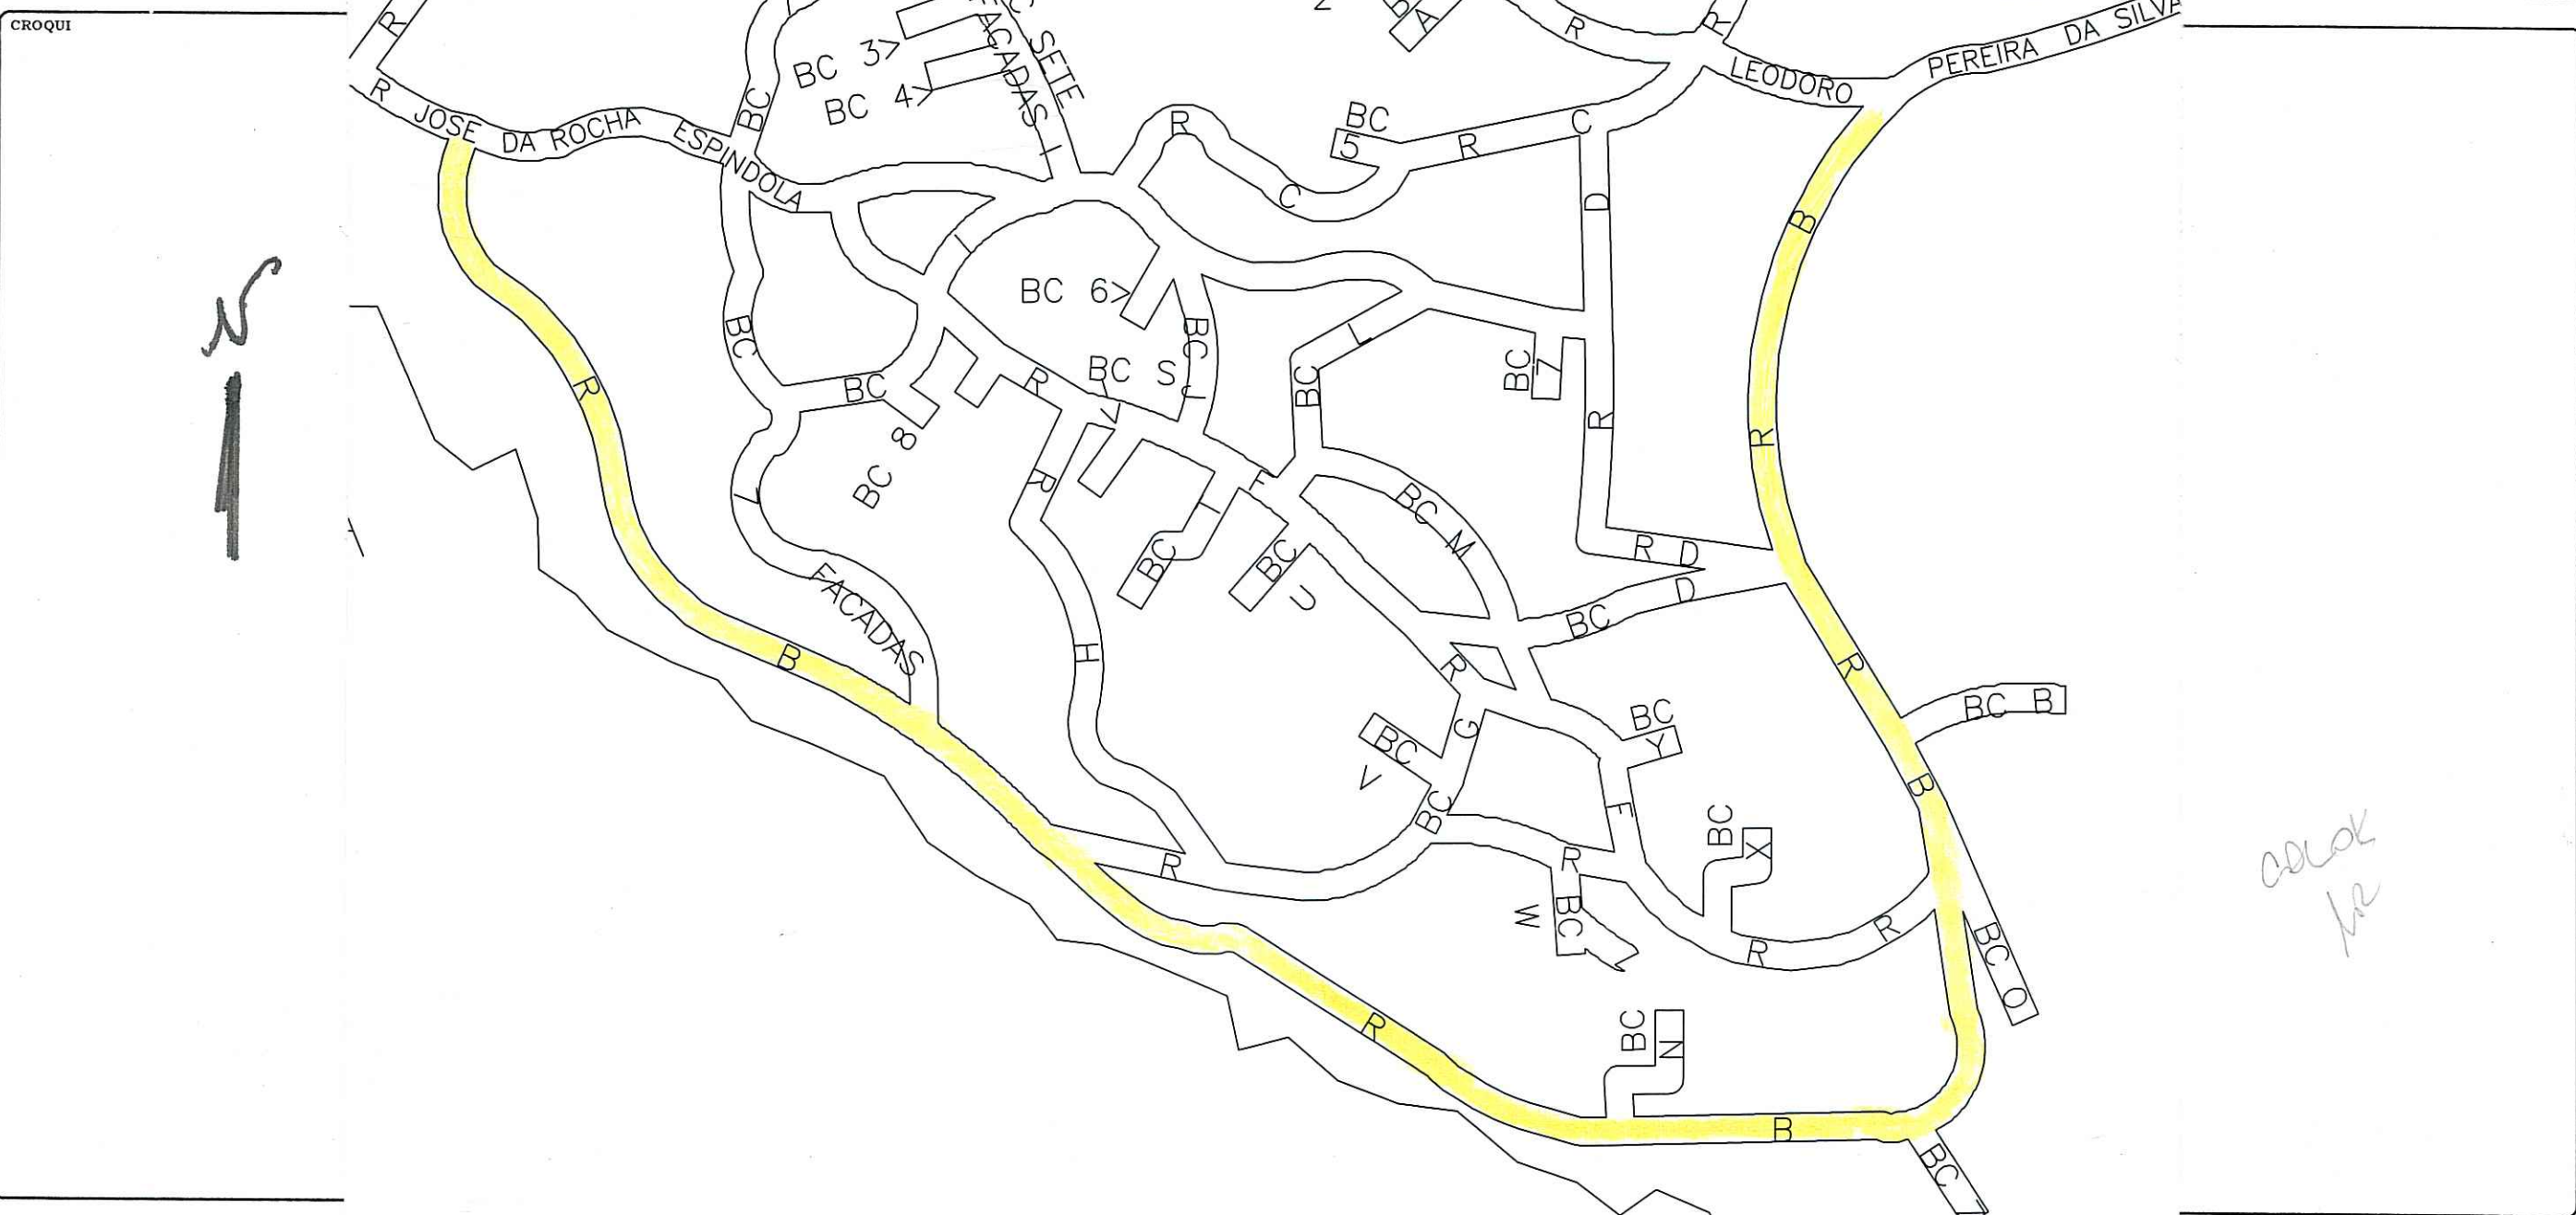 CROQUI
N
R
BC 3>
BC 4>
SETE
FACADAS I
BC
R
JOSE DA ROCHA ESPINDOLA
A
R
R
LEODORO PEREIRA DA SILVA
R
C
BC
5
R
C
D
B
I
BC 6>
BC J
BC S
BC
BC
BC 8
R
R
BC L
BC
7
R
R
R
BC M
R D
BC D
BC
BC
U
FACADAS
H
B
R
G
BC
V
BC
BC
Y
F
R
BC B
B
BC
X
R
R
W
BC
R
R
BC O
BC
N
R
B
BC
COLOK